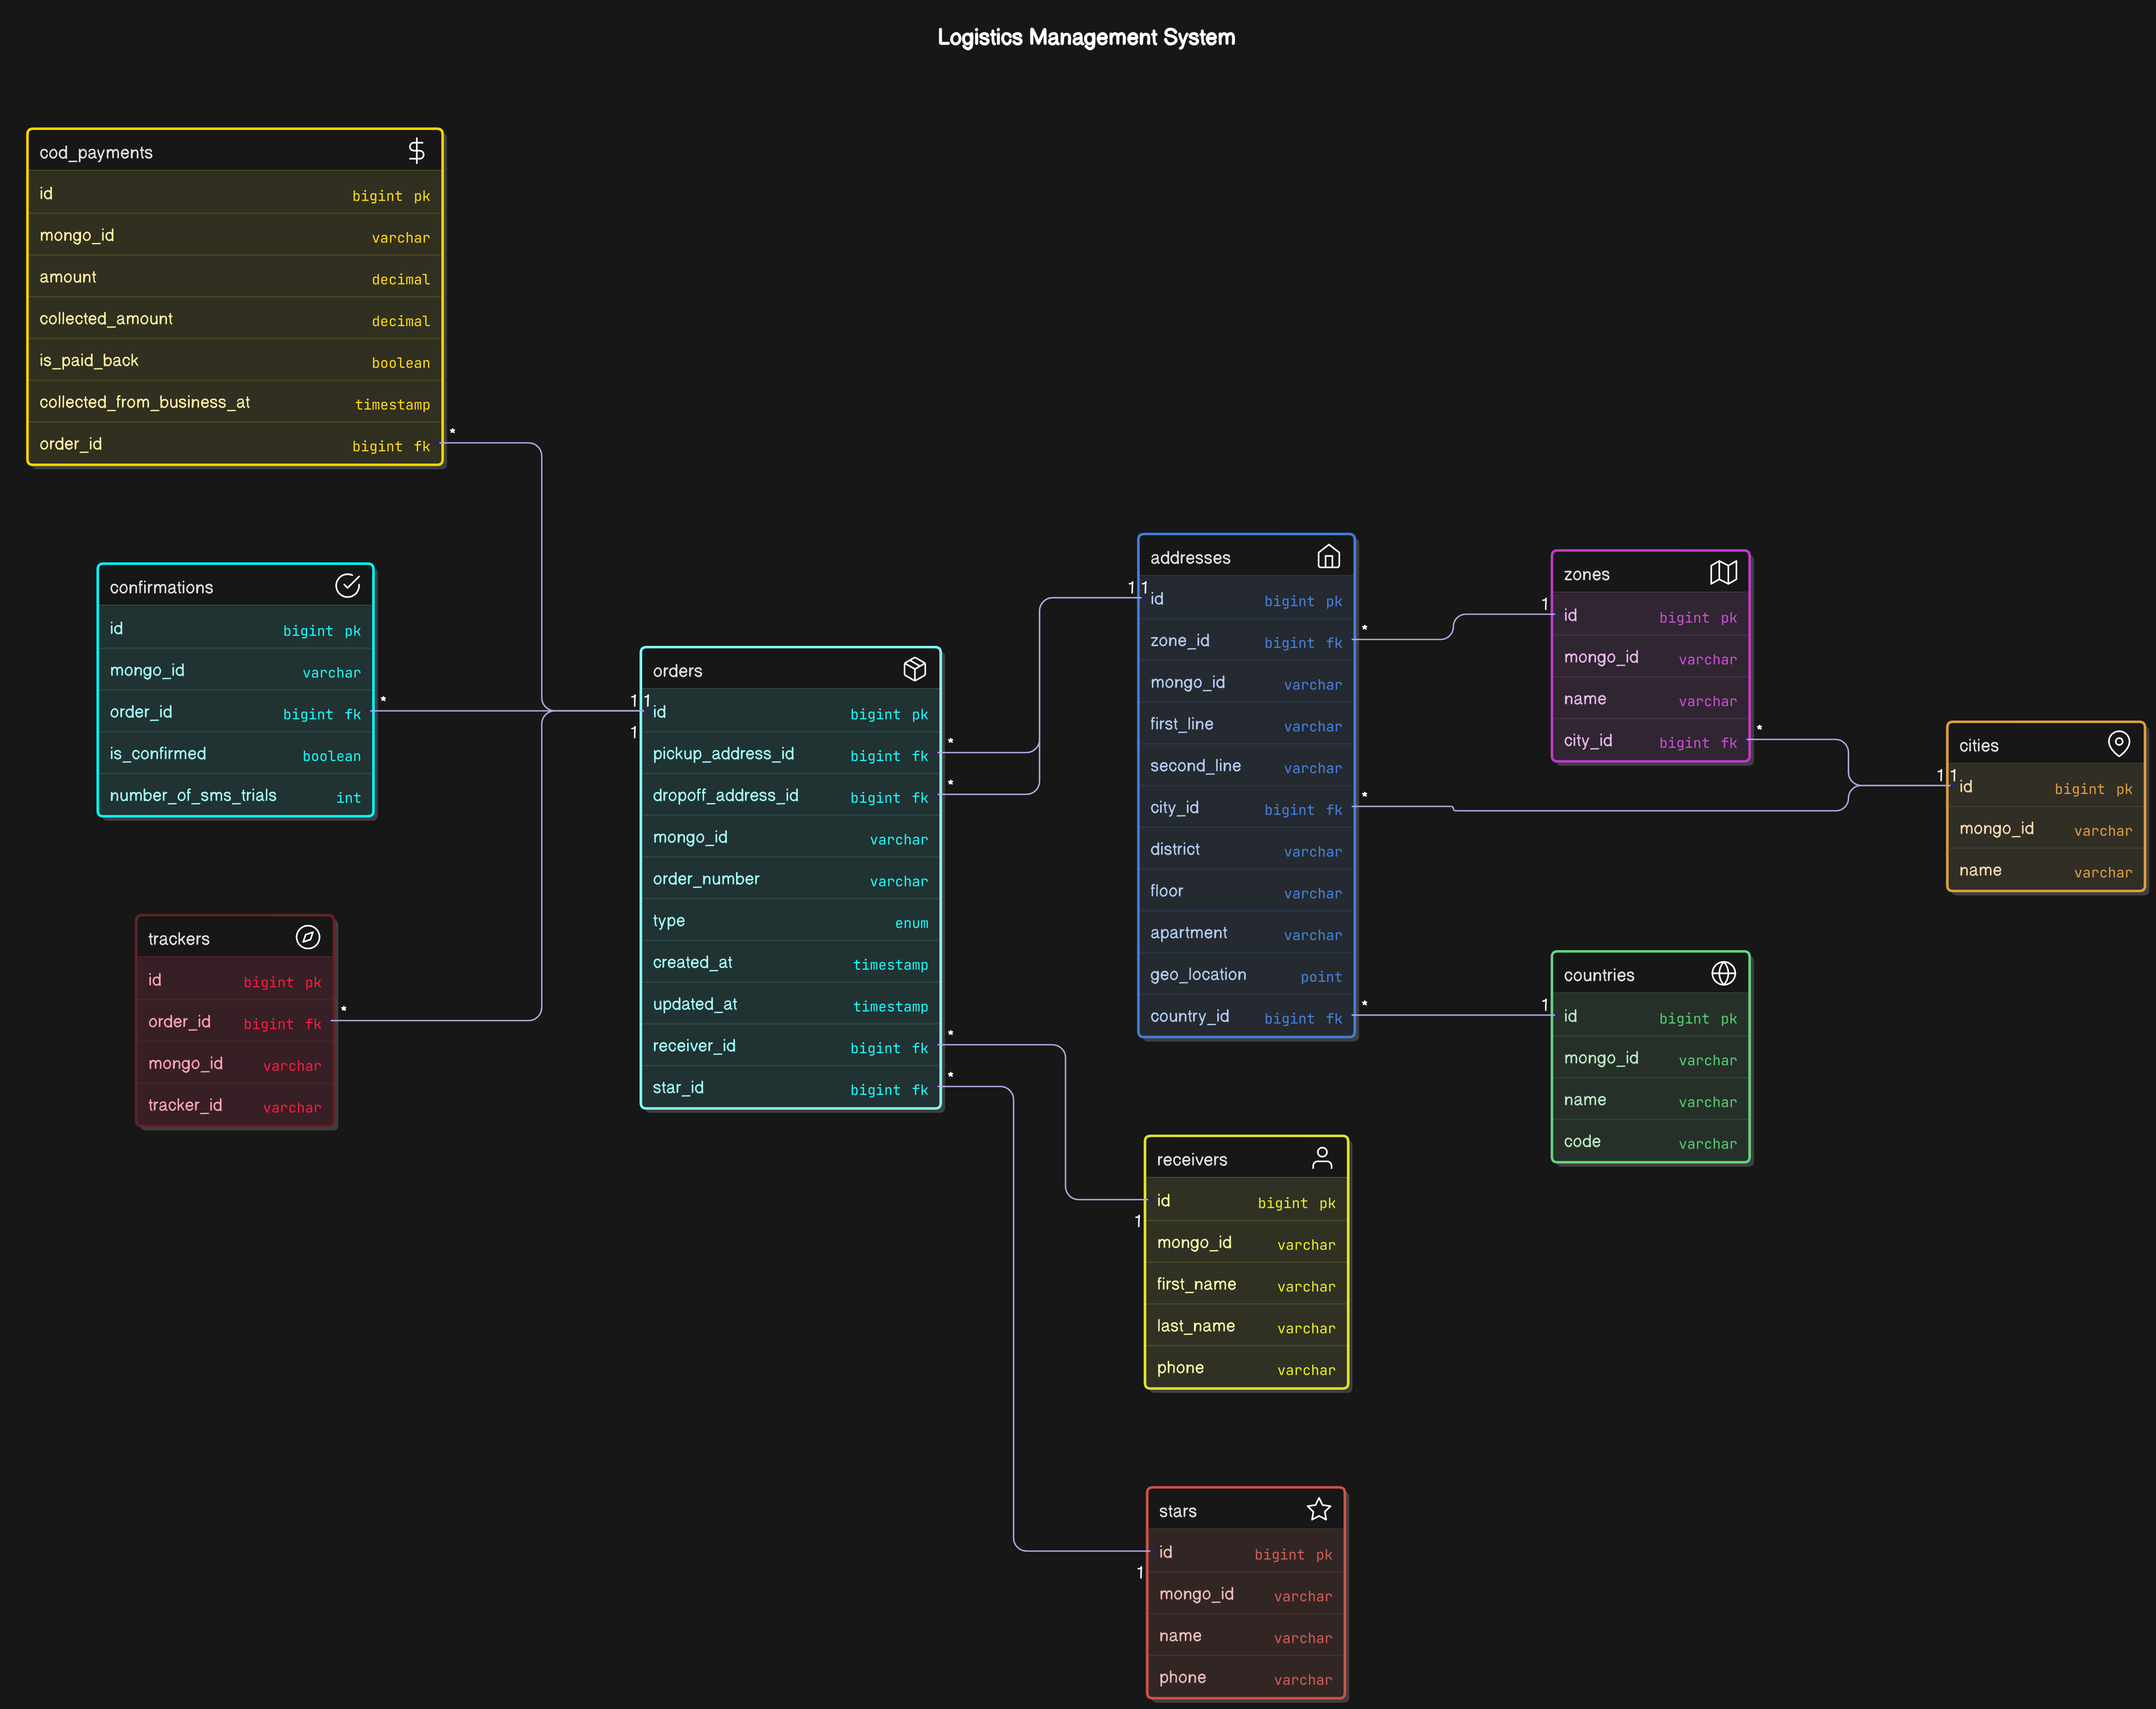 Logistics Management System
cod_payments
id bigint pk
mongo_id varchar
amount decimal
collected_amount decimal
is_paid_back boolean
collected_from_business_at timestamp
order_id bigint fk
*
confirmations
id bigint pk
mongo_id varchar
order_id bigint fk
*
is_confirmed boolean
number_of_sms_trials int
trackers
id bigint pk
order_id bigint fk
*
mongo_id varchar
tracker_id varchar
orders
1 1
id bigint pk
1
pickup_address_id bigint fk
*
dropoff_address_id bigint fk
*
mongo_id varchar
order_number varchar
type enum
created_at timestamp
updated_at timestamp
receiver_id bigint fk
*
star_id bigint fk
*
addresses
1 1
id bigint pk
zone_id bigint fk
*
mongo_id varchar
first_line varchar
second_line varchar
city_id bigint fk
*
district varchar
floor varchar
apartment varchar
geo_location point
country_id bigint fk
*
receivers
id bigint pk
1
mongo_id varchar
first_name varchar
last_name varchar
phone varchar
stars
id bigint pk
1
mongo_id varchar
name varchar
phone varchar
zones
1
id bigint pk
mongo_id varchar
name varchar
city_id bigint fk
*
countries
1
id bigint pk
mongo_id varchar
name varchar
code varchar
cities
1 1
id bigint pk
mongo_id varchar
name varchar